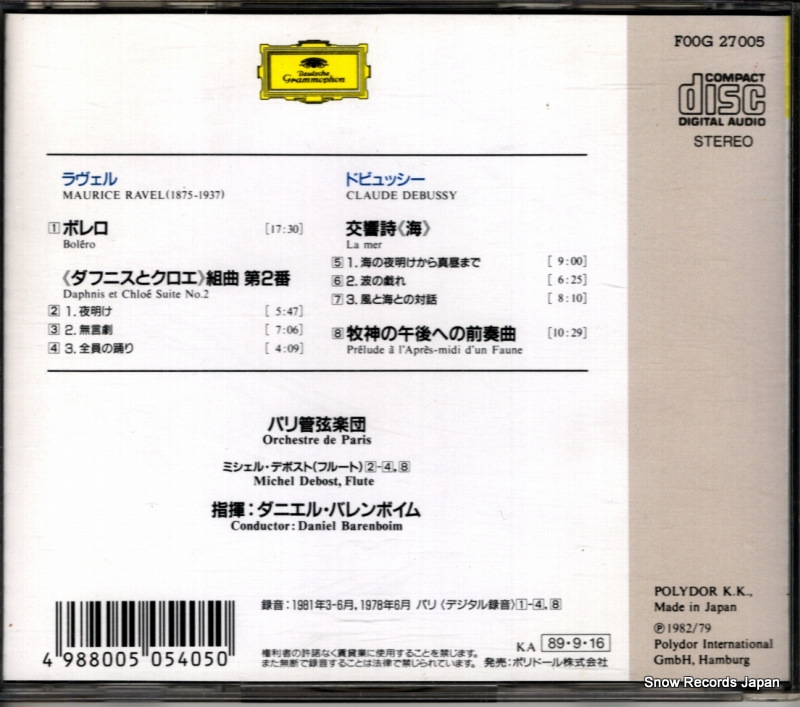 Deutsche
Grammophon
F00G 27005
COMPACT
disc
DIGITAL AUDIO
STEREO
ラヴェル
MAURICE RAVEL(1875-1937)
1 ボレロ [17:30]
Boléro
《ダフニスとクロエ》組曲 第2番
Daphnis et Chloé Suite No.2
2 1. 夜明け [ 5:47]
3 2. 無言劇 [ 7:06]
4 3. 全員の踊り [ 4:09]
ドビュッシー
CLAUDE DEBUSSY
交響詩《海》
La mer
5 1. 海の夜明けから真昼まで [ 9:00]
6 2. 波の戯れ [ 6:25]
7 3. 風と海との対話 [ 8:10]
8 牧神の午後への前奏曲 [10:29]
Prélude à l'Après-midi d'un Faune
パリ管弦楽団
Orchestre de Paris
ミシェル・デボスト(フルート) 2-4, 8
Michel Debost, Flute
指揮:ダニエル・バレンボイム
Conductor: Daniel Barenboim
録音:1981年3-6月, 1978年6月 パリ〈デジタル録音〉1-4, 8
4 988005 054050
権利者の許諾なく賃貸業に使用することを禁じます。
また無断で録音することは法律で禁じられています。
KA 89・9・16
発売:ポリドール株式会社
POLYDOR K.K.,
Made in Japan
℗1982/79
Polydor International
GmbH, Hamburg
Snow Records Japan